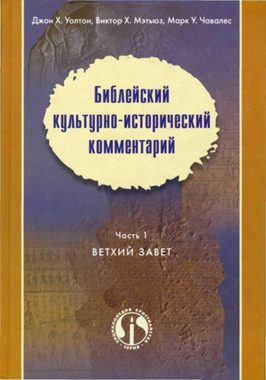 Джон Х. Уолтон, Виктор Х. Мэтьюз, Марк У. Чавалес
Библейский
культурно-исторический
комментарий
Часть 1
ВЕТХИЙ ЗАВЕТ